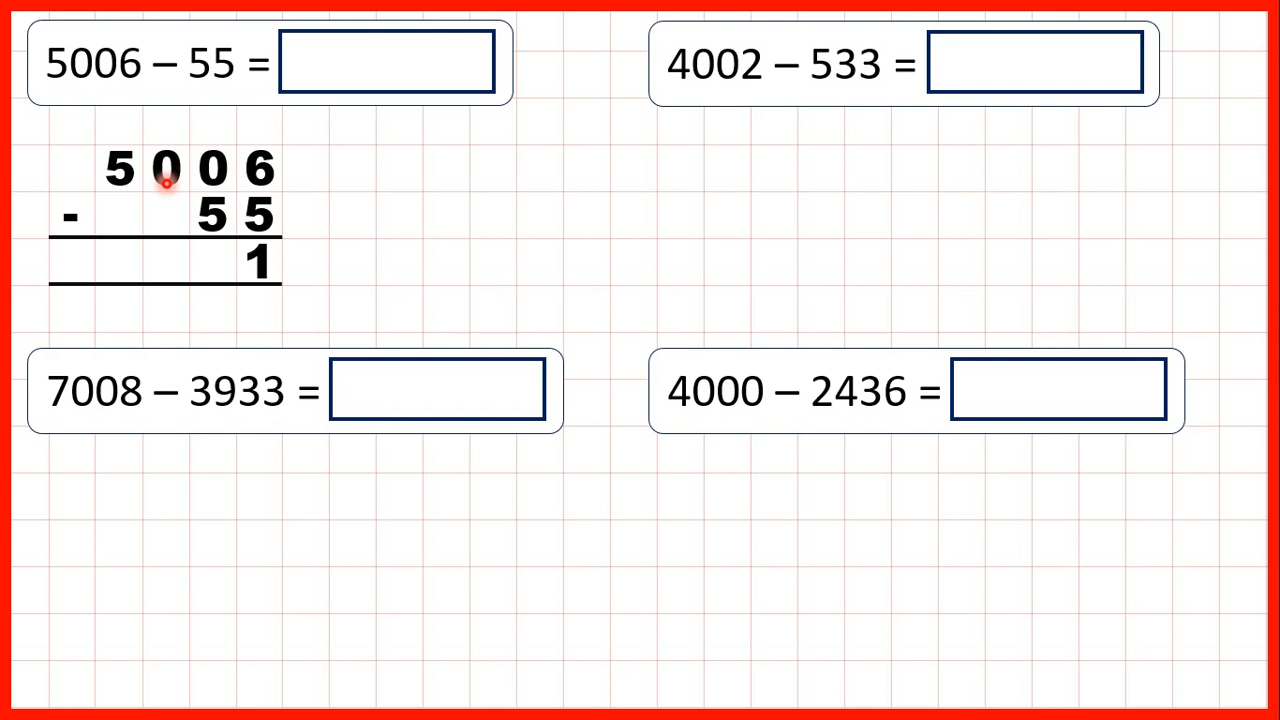 5006 – 55 =
4002 – 533 =
5 0 0 6
- 5 5
1
7008 – 3933 =
4000 – 2436 =